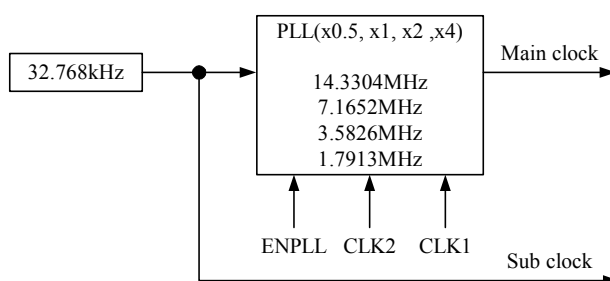 PLL(x0.5, x1, x2 ,x4)
32.768kHz
14.3304MHz
7.1652MHz
3.5826MHz
1.7913MHz
Main clock
ENPLL CLK2 CLK1
Sub clock